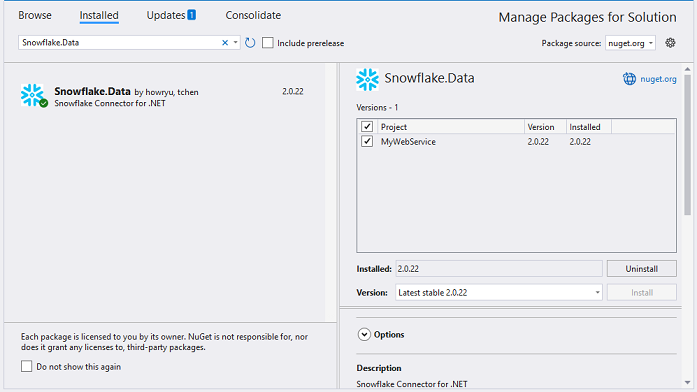 Browse Installed Updates 1 Consolidate
Manage Packages for Solution
Snowflake.Data
Include prerelease
Package source: nuget.org
Snowflake.Data by howryu, tchen 2.0.22
Snowflake Connector for .NET
Each package is licensed to you by its owner. NuGet is not responsible for, nor
does it grant any licenses to, third-party packages.
Do not show this again
Snowflake.Data
nuget.org
Versions - 1
Project Version Installed
MyWebService 2.0.22 2.0.22
Installed: 2.0.22 Uninstall
Version: Latest stable 2.0.22 Install
Options
Description
Snowflake Connector for .NET